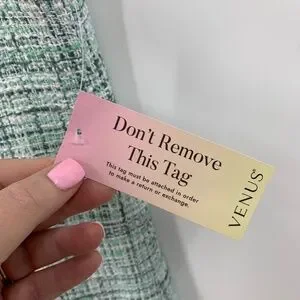 Don't Remove
This Tag
This tag must be attached in order
to make a return or exchange.
VENUS